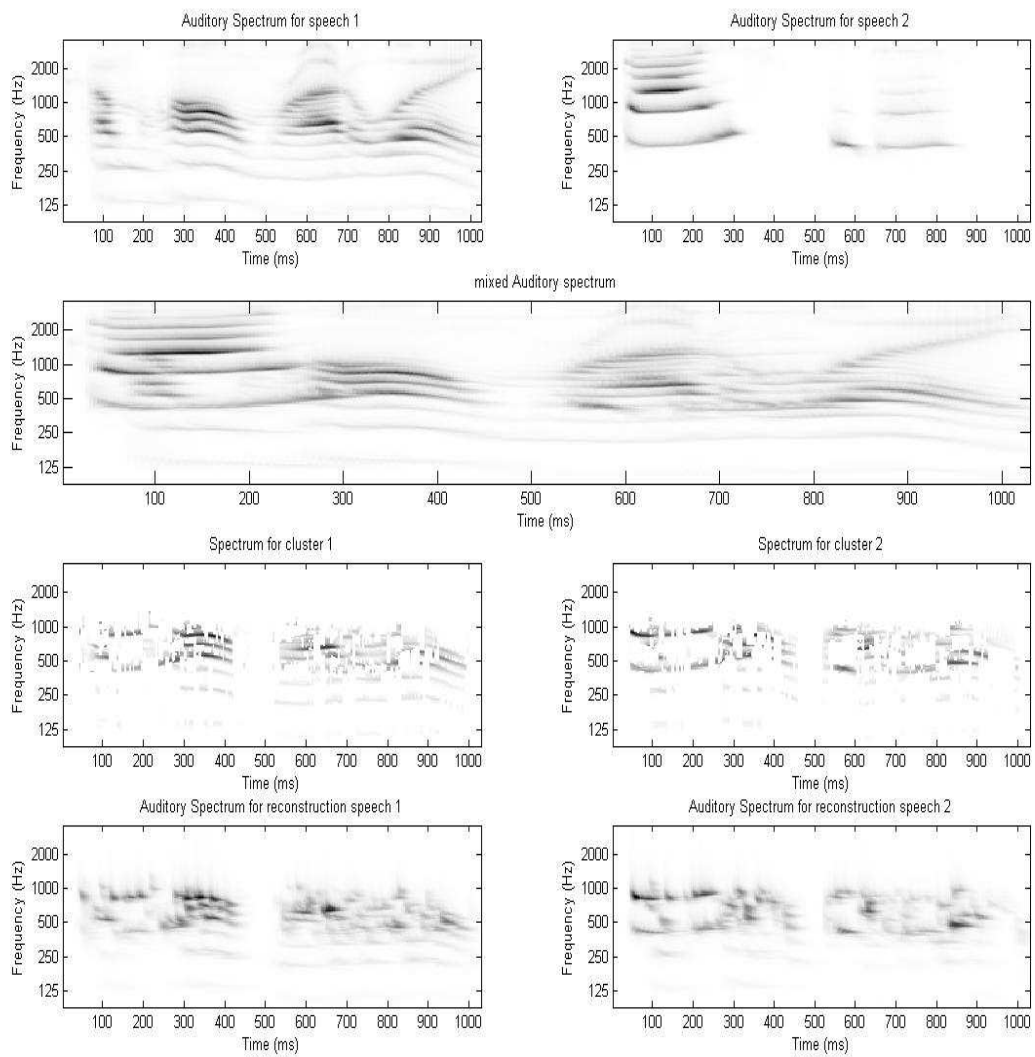 Auditory Spectrum for speech 1
Auditory Spectrum for speech 2
Frequency (Hz)
2000
1000
500
250
125
100 200 300 400 500 600 700 800 900 1000
Time (ms)
Frequency (Hz)
2000
1000
500
250
125
100 200 300 400 500 600 700 800 900 1000
Time (ms)
mixed Auditory spectrum
Frequency (Hz)
2000
1000
500
250
125
100 200 300 400 500 600 700 800 900 1000
Time (ms)
Spectrum for cluster 1
Spectrum for cluster 2
Frequency (Hz)
2000
1000
500
250
125
100 200 300 400 500 600 700 800 900 1000
Time (ms)
Frequency (Hz)
2000
1000
500
250
125
100 200 300 400 500 600 700 800 900 1000
Time (ms)
Auditory Spectrum for reconstruction speech 1
Auditory Spectrum for reconstruction speech 2
Frequency (Hz)
2000
1000
500
250
125
100 200 300 400 500 600 700 800 900 1000
Time (ms)
Frequency (Hz)
2000
1000
500
250
125
100 200 300 400 500 600 700 800 900 1000
Time (ms)